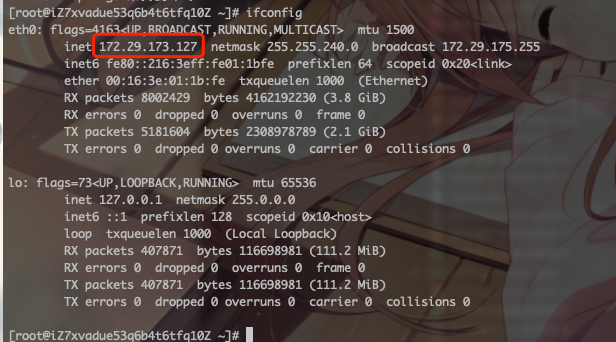 [root@iZ7xvadue53q6b4t6tfq10Z ~]# ifconfig
eth0: flags=4163<UP,BROADCAST,RUNNING,MULTICAST>  mtu 1500
        inet 172.29.173.127  netmask 255.255.240.0  broadcast 172.29.175.255
        inet6 fe80::216:3eff:fe01:1bfe  prefixlen 64  scopeid 0x20<link>
        ether 00:16:3e:01:1b:fe  txqueuelen 1000  (Ethernet)
        RX packets 8002429  bytes 4162192230 (3.8 GiB)
        RX errors 0  dropped 0  overruns 0  frame 0
        TX packets 5181604  bytes 2308978789 (2.1 GiB)
        TX errors 0  dropped 0 overruns 0  carrier 0  collisions 0

lo: flags=73<UP,LOOPBACK,RUNNING>  mtu 65536
        inet 127.0.0.1  netmask 255.0.0.0
        inet6 ::1  prefixlen 128  scopeid 0x10<host>
        loop  txqueuelen 1000  (Local Loopback)
        RX packets 407871  bytes 116698981 (111.2 MiB)
        RX errors 0  dropped 0  overruns 0  frame 0
        TX packets 407871  bytes 116698981 (111.2 MiB)
        TX errors 0  dropped 0 overruns 0  carrier 0  collisions 0

[root@iZ7xvadue53q6b4t6tfq10Z ~]#